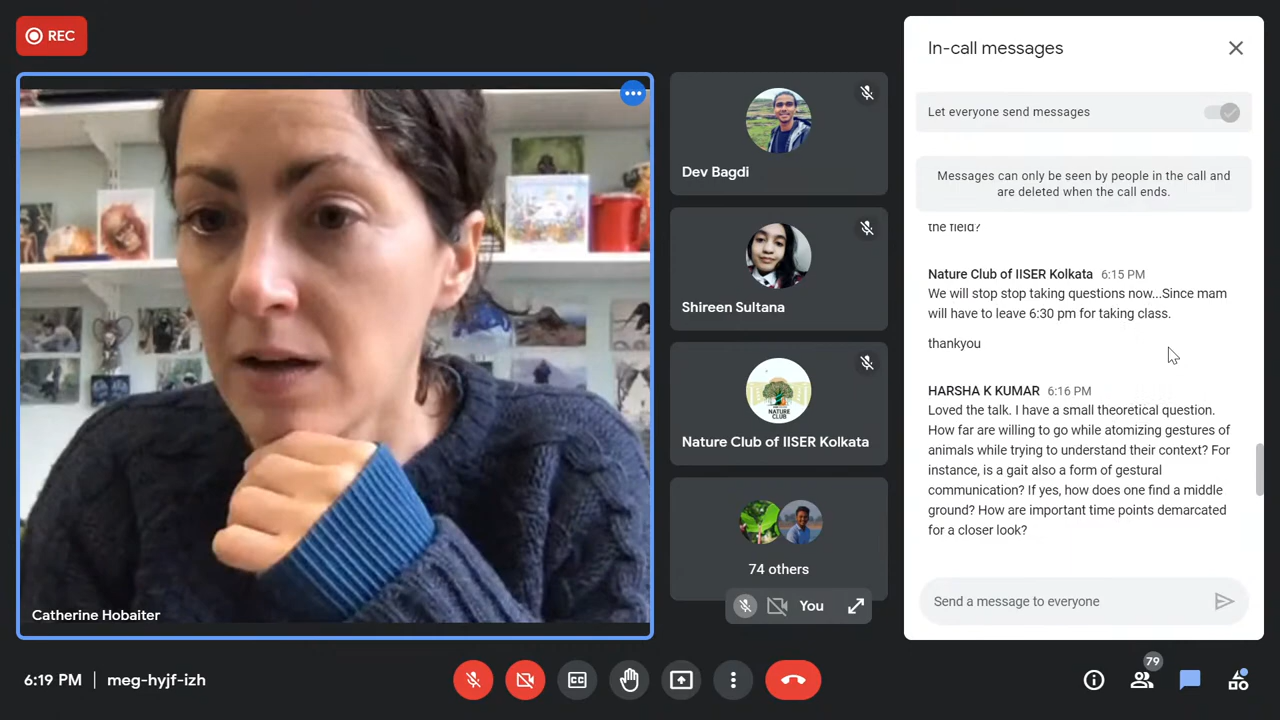 REC
In-call messages
Let everyone send messages
Messages can only be seen by people in the call and
are deleted when the call ends.
the field?
Nature Club of IISER Kolkata 6:15 PM
We will stop stop taking questions now...Since mam
will have to leave 6:30 pm for taking class.
thankyou
HARSHA K KUMAR 6:16 PM
Loved the talk. I have a small theoretical question.
How far are willing to go while atomizing gestures of
animals while trying to understand their context? For
instance, is a gait also a form of gestural
communication? If yes, how does one find a middle
ground? How are important time points demarcated
for a closer look?
Send a message to everyone
Dev Bagdi
Shireen Sultana
NATURE
CLUB
Nature Club of IISER Kolkata
74 others
You
Catherine Hobaiter
6:19 PM | meg-hyjf-izh
79